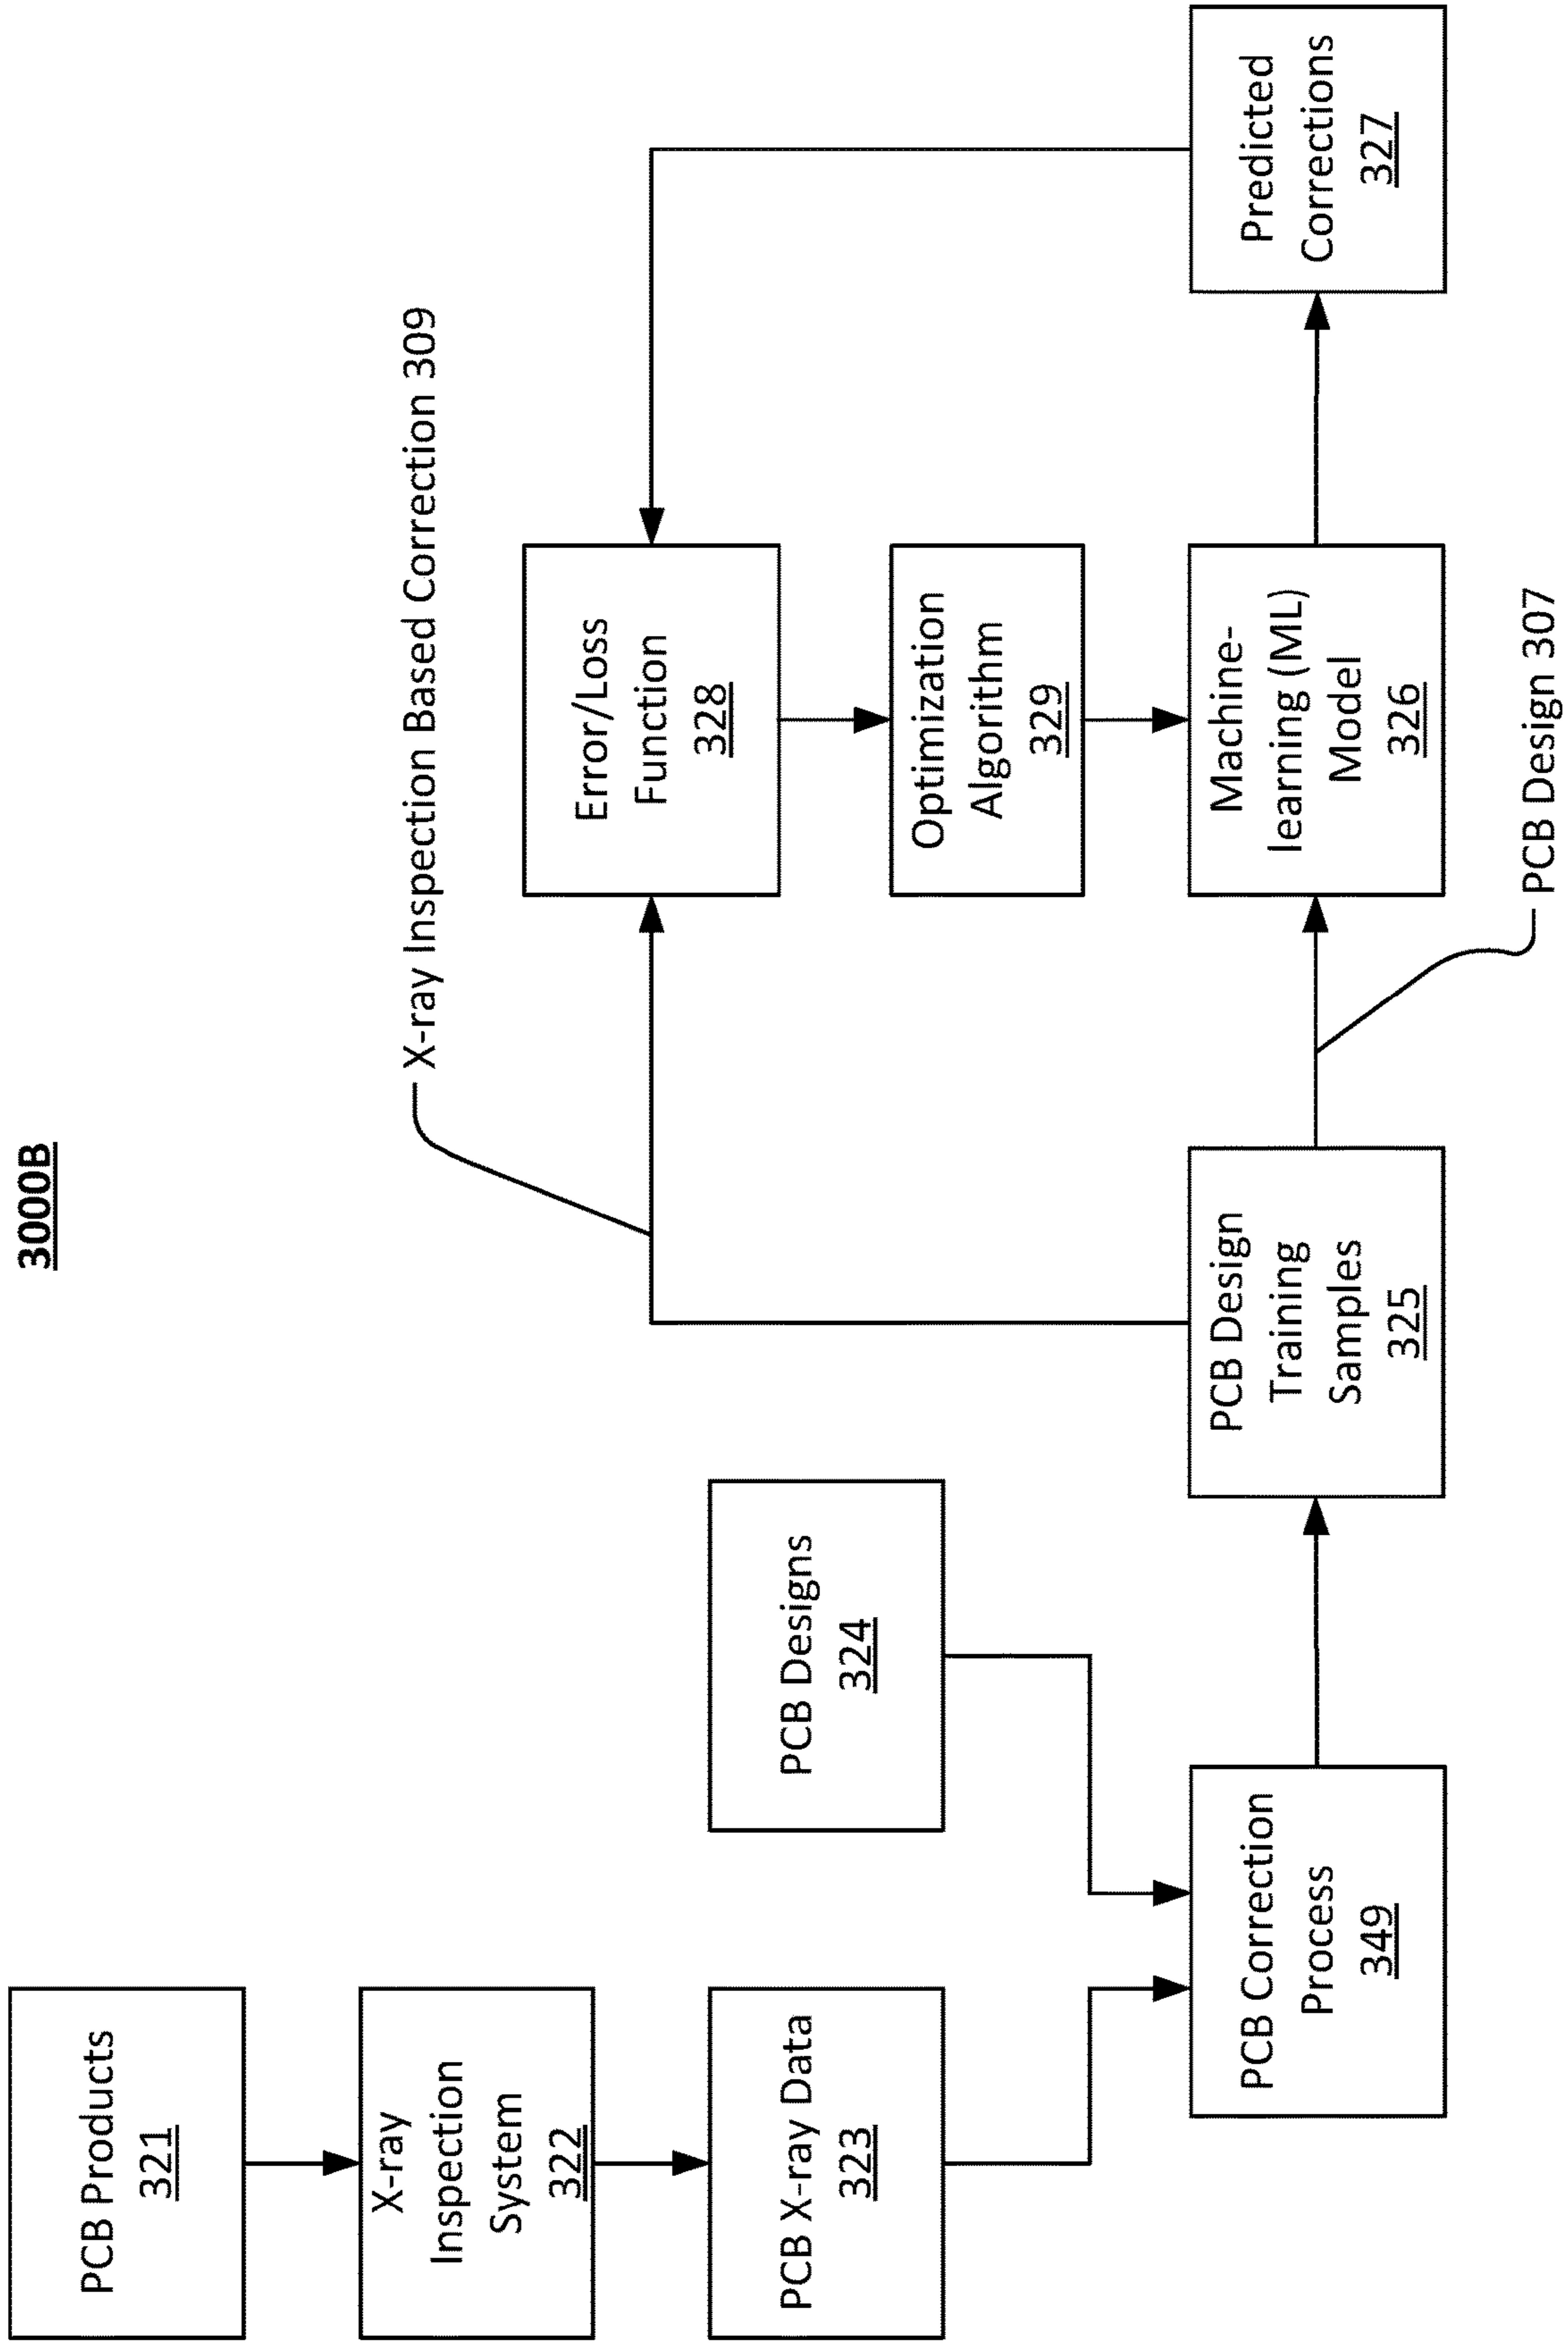 3000B
PCB Products
321
X-ray
Inspection
System
322
PCB X-ray Data
323
PCB Designs
324
PCB Correction
Process
349
PCB Design
Training
Samples
325
X-ray Inspection Based Correction 309
Error/Loss
Function
328
Optimization
Algorithm
329
Machine-
learning (ML)
Model
326
PCB Design 307
Predicted
Corrections
327